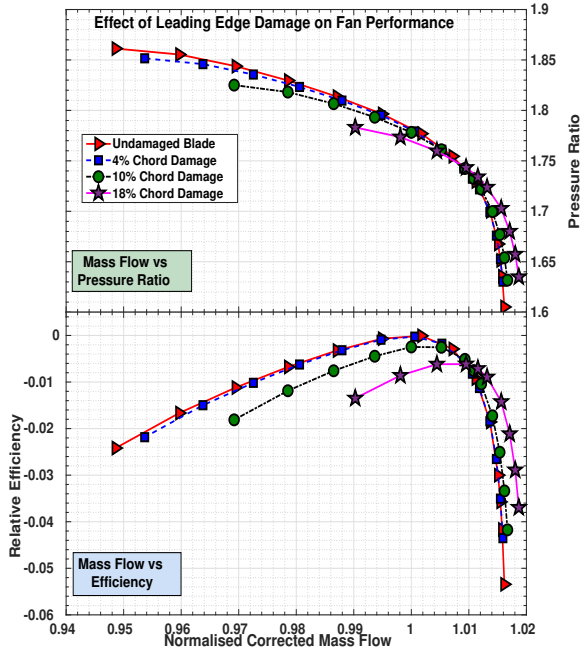 Effect of Leading Edge Damage on Fan Performance
1.9
1.85
1.8
1.75
1.7
1.65
1.6
Pressure Ratio
Undamaged Blade
4% Chord Damage
10% Chord Damage
18% Chord Damage
Mass Flow vs
Pressure Ratio
0
-0.01
-0.02
-0.03
-0.04
-0.05
-0.06
Relative Efficiency
Mass Flow vs
Efficiency
0.94
0.95
0.96
0.97
0.98
0.99
1
1.01
1.02
Normalised Corrected Mass Flow